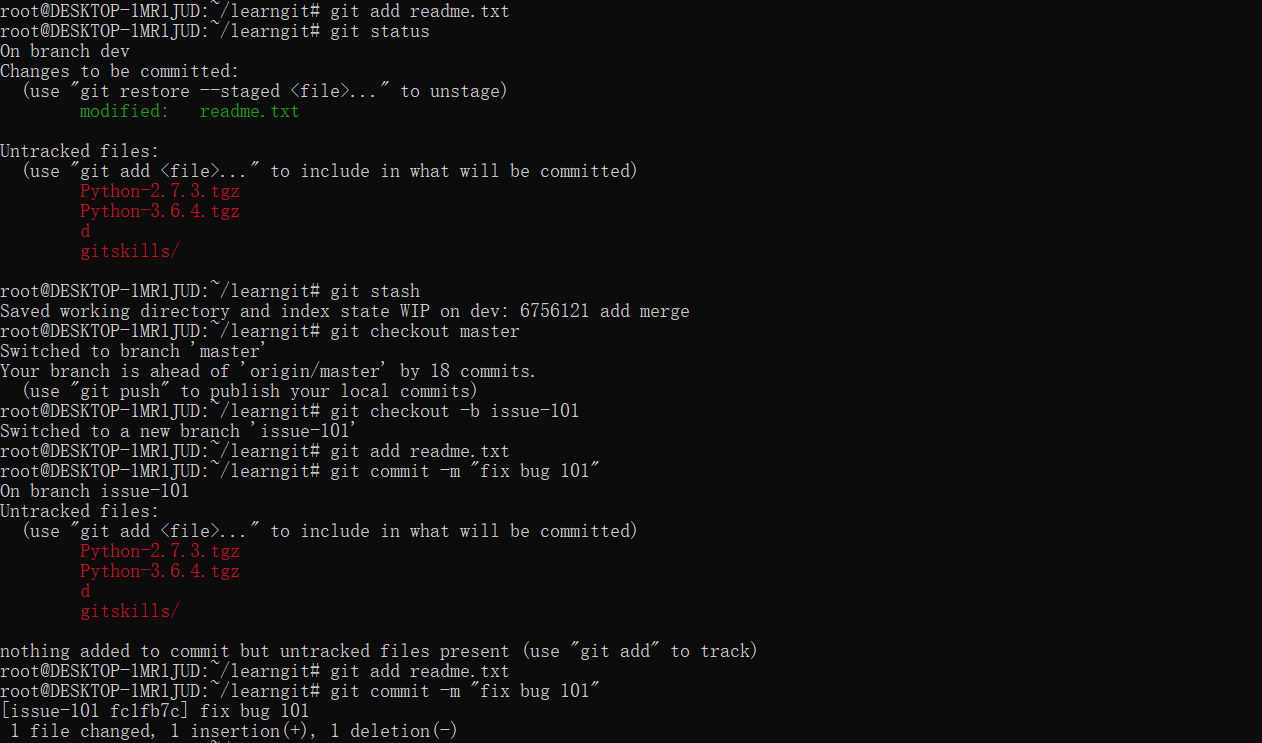 root@DESKTOP-1MR1JUD:~/learngit# git add readme.txt
root@DESKTOP-1MR1JUD:~/learngit# git status
On branch dev
Changes to be committed:
  (use "git restore --staged <file>..." to unstage)
        modified:   readme.txt

Untracked files:
  (use "git add <file>..." to include in what will be committed)
        Python-2.7.3.tgz
        Python-3.6.4.tgz
        d
        gitskills/

root@DESKTOP-1MR1JUD:~/learngit# git stash
Saved working directory and index state WIP on dev: 6756121 add merge
root@DESKTOP-1MR1JUD:~/learngit# git checkout master
Switched to branch 'master'
Your branch is ahead of 'origin/master' by 18 commits.
  (use "git push" to publish your local commits)
root@DESKTOP-1MR1JUD:~/learngit# git checkout -b issue-101
Switched to a new branch 'issue-101'
root@DESKTOP-1MR1JUD:~/learngit# git add readme.txt
root@DESKTOP-1MR1JUD:~/learngit# git commit -m "fix bug 101"
On branch issue-101
Untracked files:
  (use "git add <file>..." to include in what will be committed)
        Python-2.7.3.tgz
        Python-3.6.4.tgz
        d
        gitskills/

nothing added to commit but untracked files present (use "git add" to track)
root@DESKTOP-1MR1JUD:~/learngit# git add readme.txt
root@DESKTOP-1MR1JUD:~/learngit# git commit -m "fix bug 101"
[issue-101 fc1fb7c] fix bug 101
 1 file changed, 1 insertion(+), 1 deletion(-)